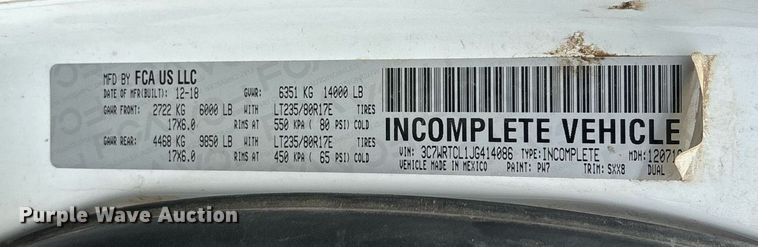 MFD BY FCA US LLC
DATE OF MFR(BUILT): 12-18 GVWR: 6351 KG 14000 LB
GAWR FRONT: 2722 KG 6000 LB WITH LT235/80R17E TIRES
17X6.0 RIMS AT 550 KPA ( 80 PSI) COLD
GAWR REAR: 4468 KG 9850 LB WITH LT235/80R17E TIRES
17X6.0 RIMS AT 450 KPA ( 65 PSI) COLD
INCOMPLETE VEHICLE
VIN: 3C7WRTCL1JG414086 TYPE: INCOMPLETE MDH: 120718
VEHICLE MADE IN MEXICO PAINT: PW7 TRIM: SXX8 DUAL
Purple Wave Auction